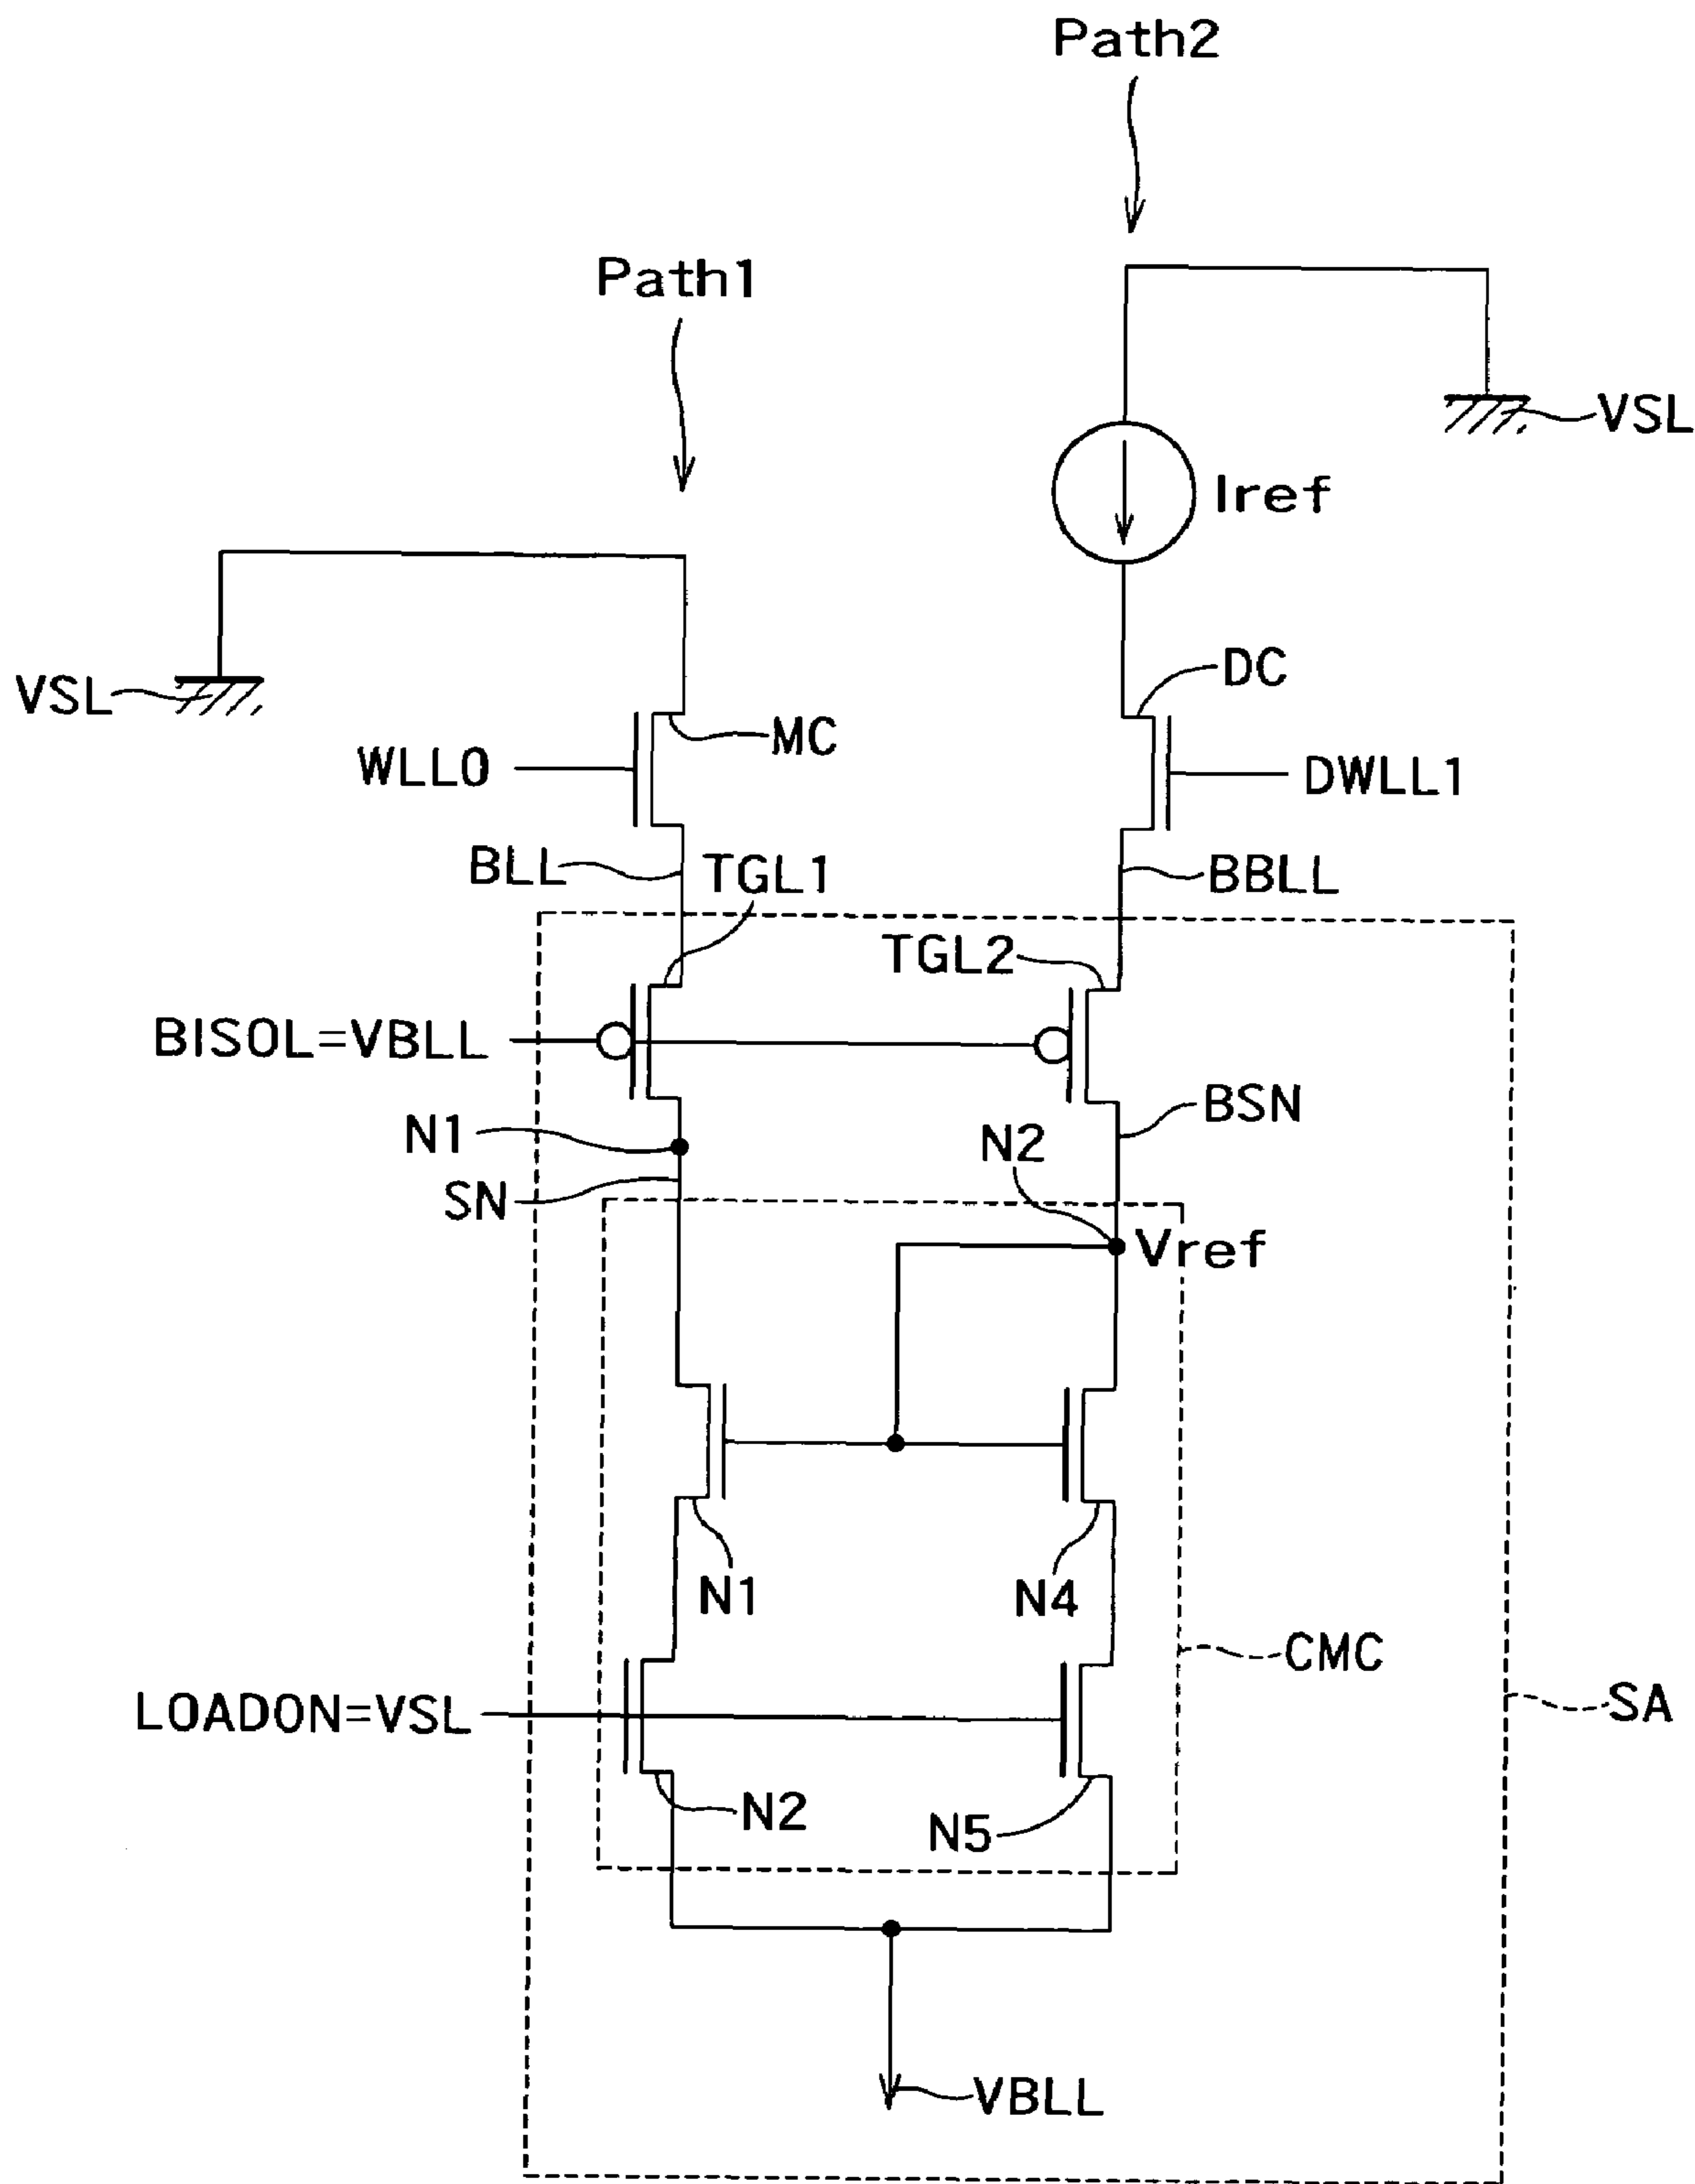 Path2
Path1
VSL
Iref
VSL
DC
MC
WLL0
DWLL1
BLL
TGL1
BBLL
TGL2
BISOL=VBLL
BSN
N1
N2
SN
Vref
N1
N4
CMC
LOADON=VSL
SA
N2
N5
VBLL